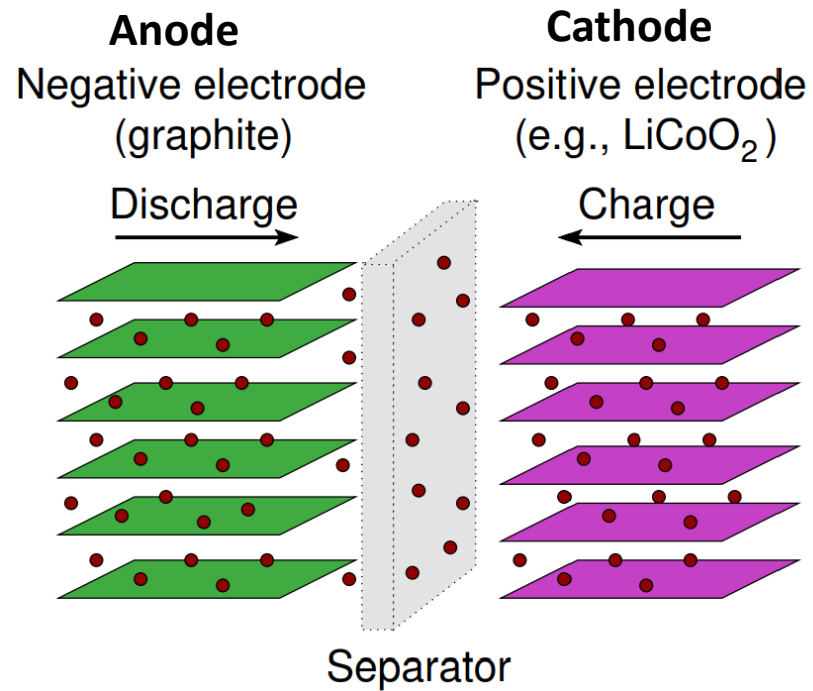 Anode
Negative electrode
(graphite)
Cathode
Positive electrode
(e.g., LiCoO₂)
Discharge
Charge
Separator